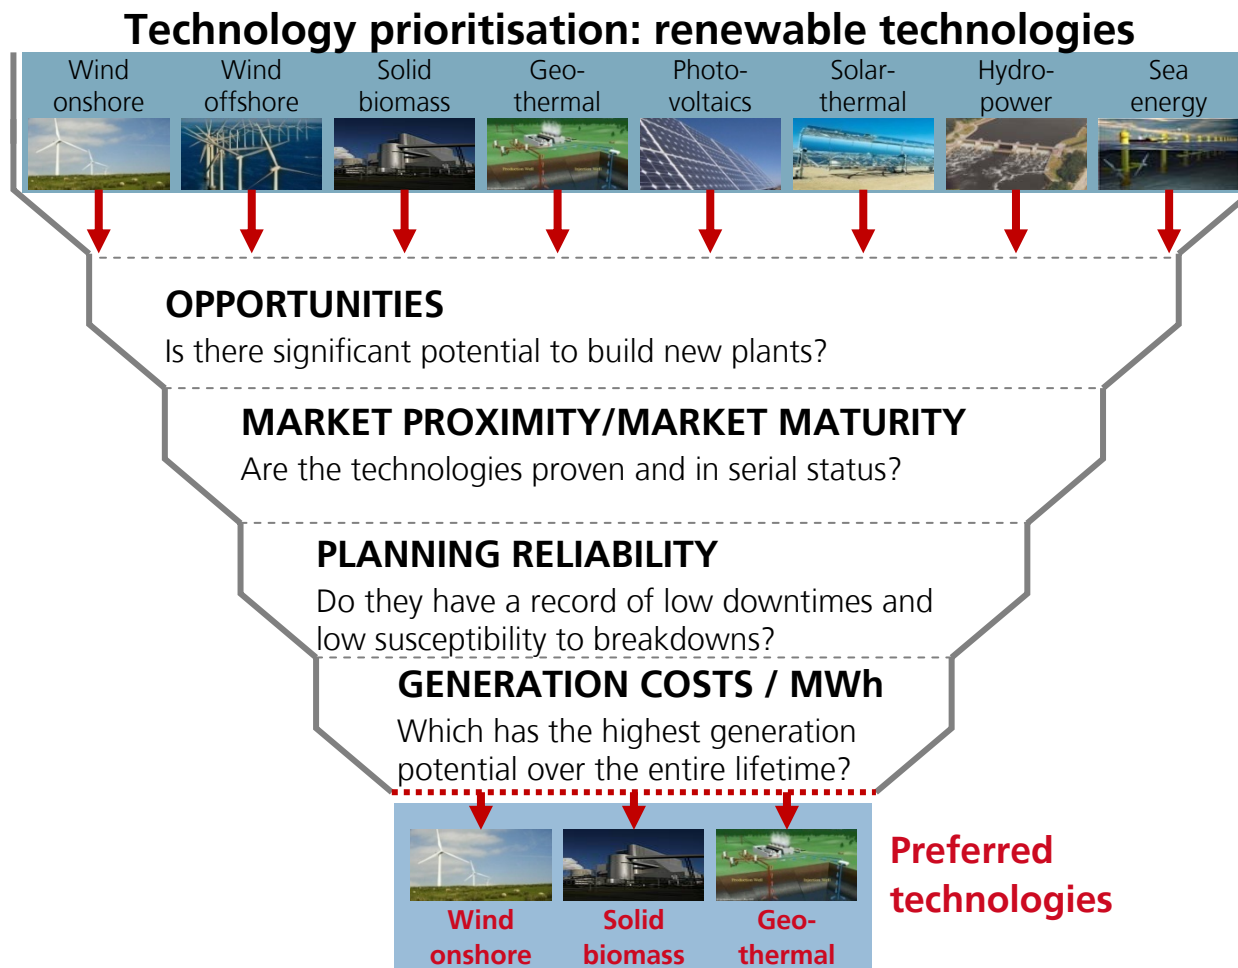 Technology prioritisation: renewable technologies
Wind onshore
Wind offshore
Solid biomass
Geo-thermal
Photo-voltaics
Solar-thermal
Hydro-power
Sea energy
OPPORTUNITIES
Is there significant potential to build new plants?
MARKET PROXIMITY/MARKET MATURITY
Are the technologies proven and in serial status?
PLANNING RELIABILITY
Do they have a record of low downtimes and
low susceptibility to breakdowns?
GENERATION COSTS / MWh
Which has the highest generation
potential over the entire lifetime?
Preferred
technologies
Wind
onshore
Solid
biomass
Geo-
thermal